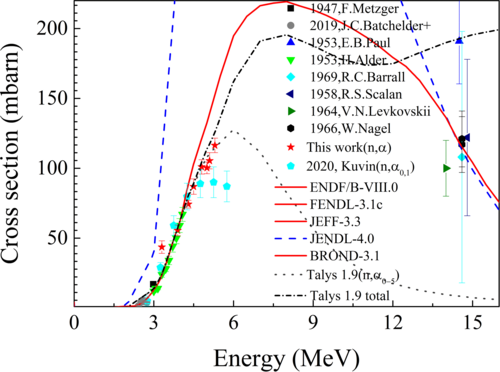 Cross section (mbarn)
200
150
100
50
0
0 3 6 9 12 15
Energy (MeV)
1947,F.Metzger
2019,J.C.Batchelder+
1953,E.B.Paul
1953,H.Alder
1969,R.C.Barrall
1958,R.S.Scalan
1964,V.N.Levkovskii
1966,W.Nagel
This work(n,α)
2020, Kuvin(n,α0,1)
ENDF/B-VIII.0
FENDL-3.1c
JEFF-3.3
JENDL-4.0
BROND-3.1
Talys 1.9(n,α0–5)
Talys 1.9 total